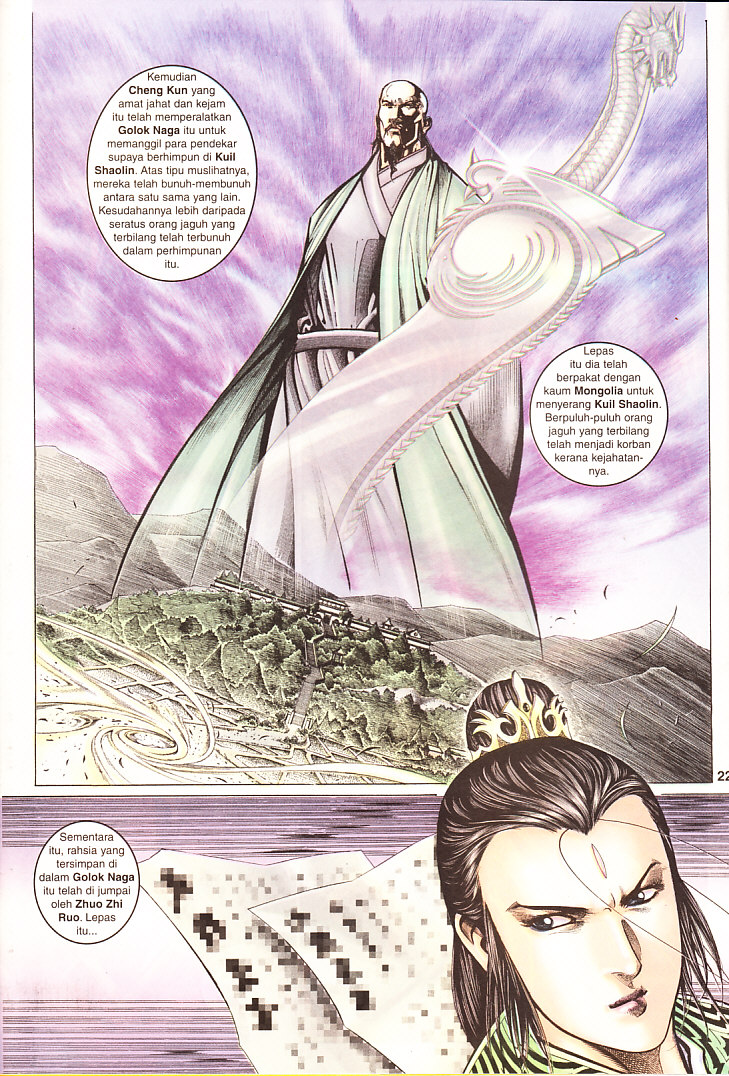 Kemudian
Cheng Kun yang
amat jahat dan kejam
itu telah memperalatkan
Golok Naga itu untuk
memanggil para pendekar
supaya berhimpun di Kuil
Shaolin. Atas tipu muslihatnya,
mereka telah bunuh-membunuh
antara satu sama yang lain.
Kesudahannya lebih daripada
seratus orang jaguh yang
terbilang telah terbunuh
dalam perhimpunan
itu.
Lepas
itu dia telah
berpakat dengan
kaum Mongolia untuk
menyerang Kuil Shaolin.
Berpuluh-puluh orang
jaguh yang terbilang
telah menjadi korban
kerana kejahatan-
nya.
22
Sementara
itu, rahsia yang
tersimpan di
dalam Golok Naga
itu telah di jumpai
oleh Zhuo Zhi
Ruo. Lepas
itu...